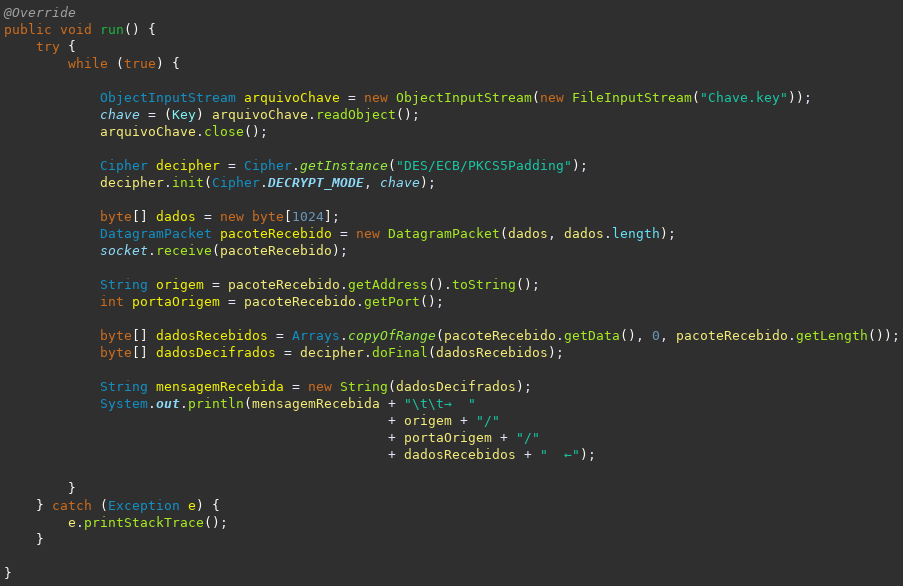 @Override
public void run() {
    try {
        while (true) {

            ObjectInputStream arquivoChave = new ObjectInputStream(new FileInputStream("Chave.key"));
            chave = (Key) arquivoChave.readObject();
            arquivoChave.close();

            Cipher decipher = Cipher.getInstance("DES/ECB/PKCS5Padding");
            decipher.init(Cipher.DECRYPT_MODE, chave);

            byte[] dados = new byte[1024];
            DatagramPacket pacoteRecebido = new DatagramPacket(dados, dados.length);
            socket.receive(pacoteRecebido);

            String origem = pacoteRecebido.getAddress().toString();
            int portaOrigem = pacoteRecebido.getPort();

            byte[] dadosRecebidos = Arrays.copyOfRange(pacoteRecebido.getData(), 0, pacoteRecebido.getLength());
            byte[] dadosDecifrados = decipher.doFinal(dadosRecebidos);

            String mensagemRecebida = new String(dadosDecifrados);
            System.out.println(mensagemRecebida + "\t\t→  "
                                                + origem + "/"
                                                + portaOrigem + "/"
                                                + dadosRecebidos + "  ←");

        }
    } catch (Exception e) {
        e.printStackTrace();
    }

}